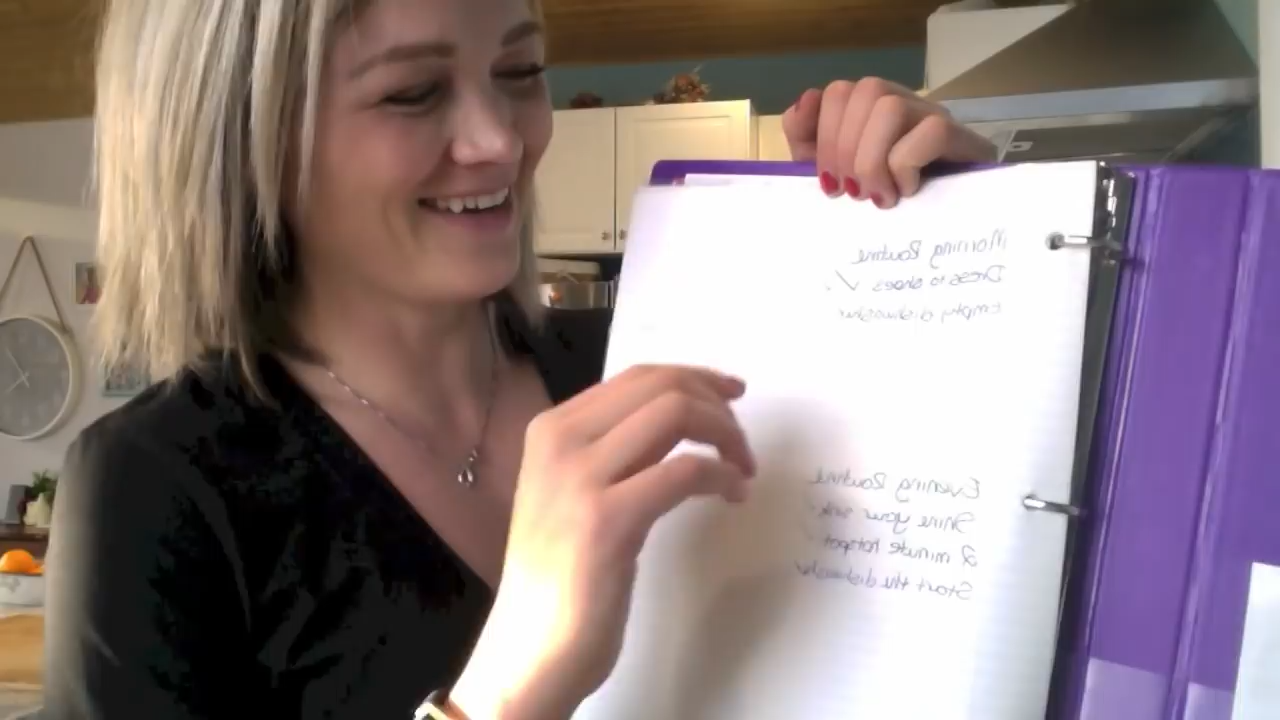 Morning Routine
Dress to shoes ✓
Empty dishwasher
Evening Routine
Shine your sink
2 minute hotspot
Start the dishwasher